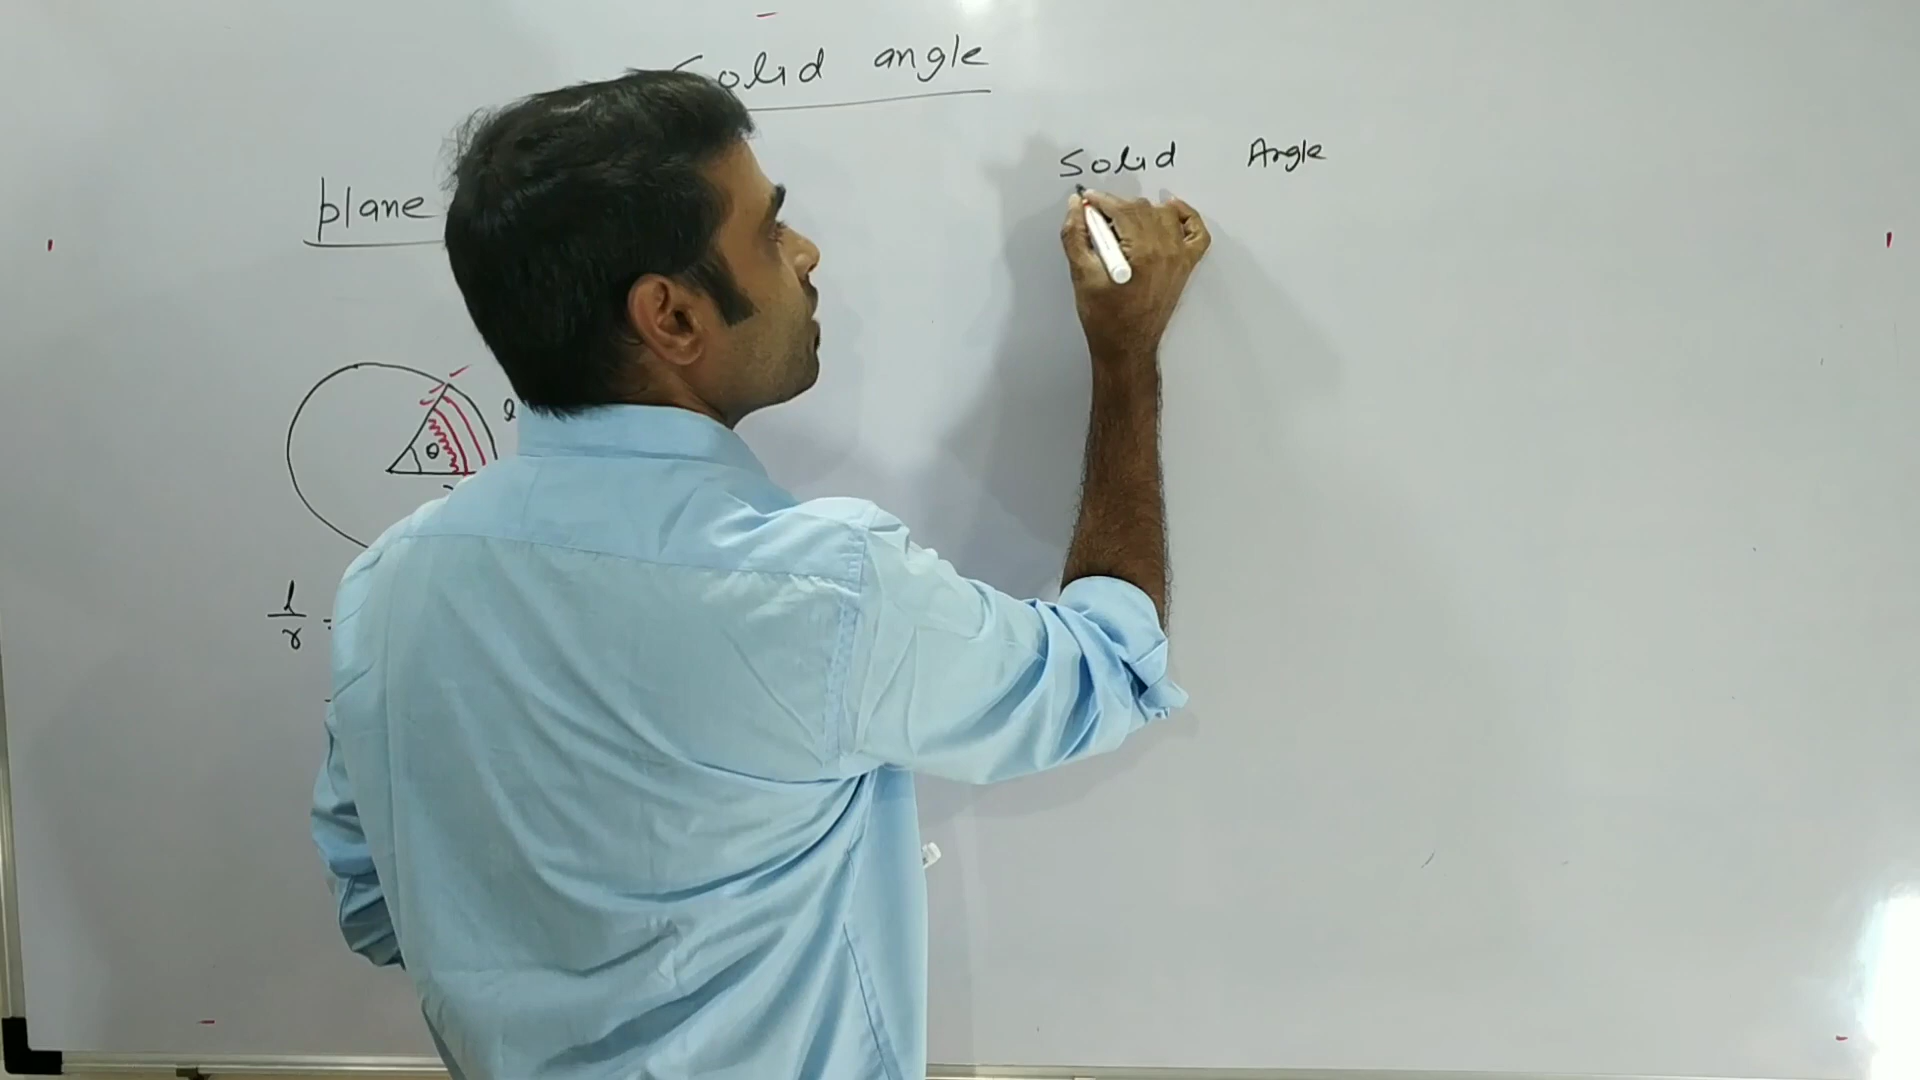 Solid angle
Solid Angle
plane
θ
l
l/r =